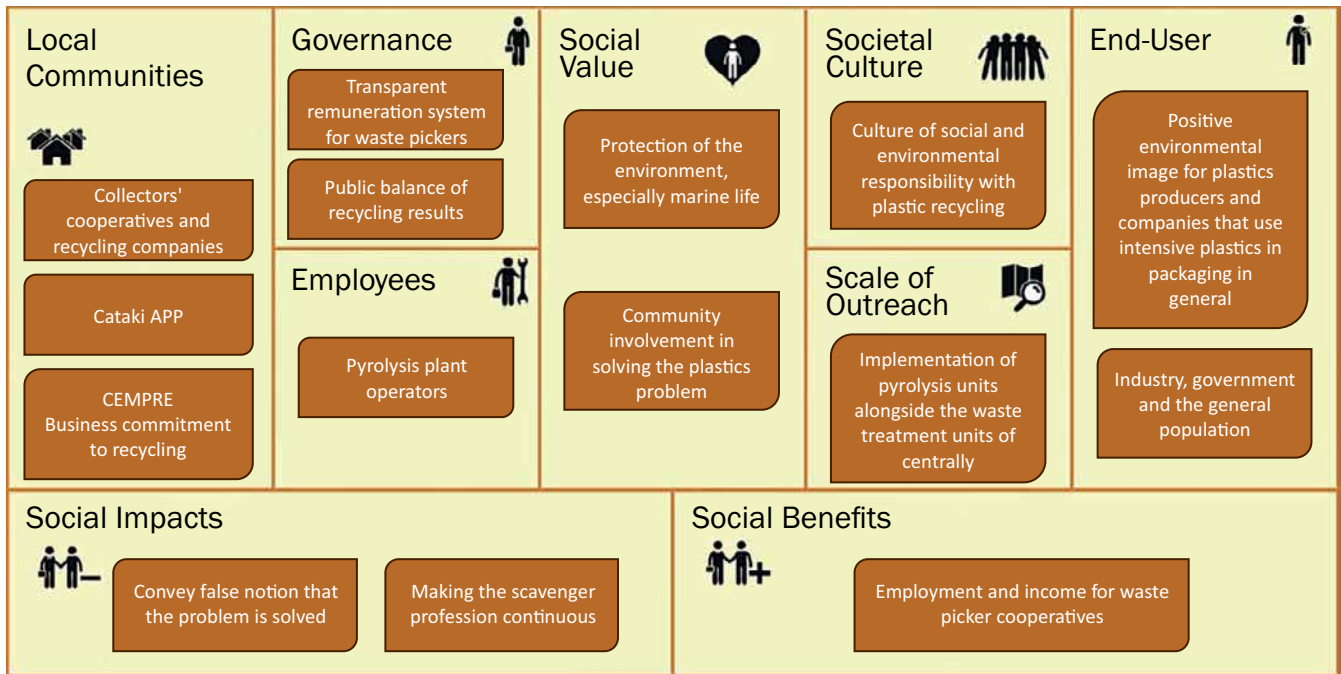 Local
Communities
Collectors'
cooperatives and
recycling companies
Cataki APP
CEMPRE
Business commitment
to recycling
Governance
Transparent
remuneration system
for waste pickers
Public balance of
recycling results
Employees
Pyrolysis plant
operators
Social
Value
Protection of the
environment,
especially marine life
Community
involvement in
solving the plastics
problem
Societal
Culture
Culture of social and
environmental
responsibility with
plastic recycling
Scale of
Outreach
Implementation of
pyrolysis units
alongside the waste
treatment units of
centrally
End-User
Positive
environmental
image for plastics
producers and
companies that use
intensive plastics in
packaging in
general
Industry, government
and the general
population
Social Impacts
Convey false notion that
the problem is solved
Making the scavenger
profession continuous
Social Benefits
Employment and income for waste
picker cooperatives